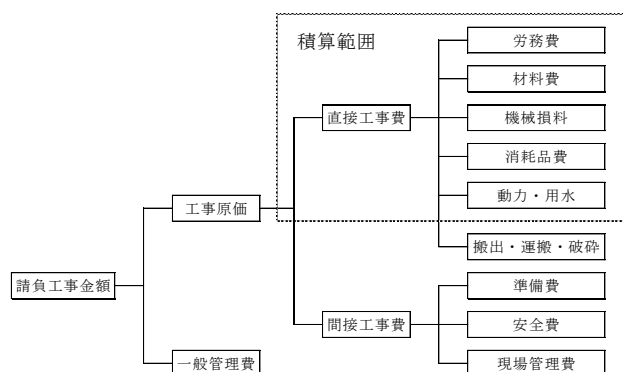 積算範囲
労務費
材料費
直接工事費
機械損料
消耗品費
工事原価
動力・用水
搬出・運搬・破砕
請負工事金額
準備費
間接工事費
安全費
一般管理費
現場管理費